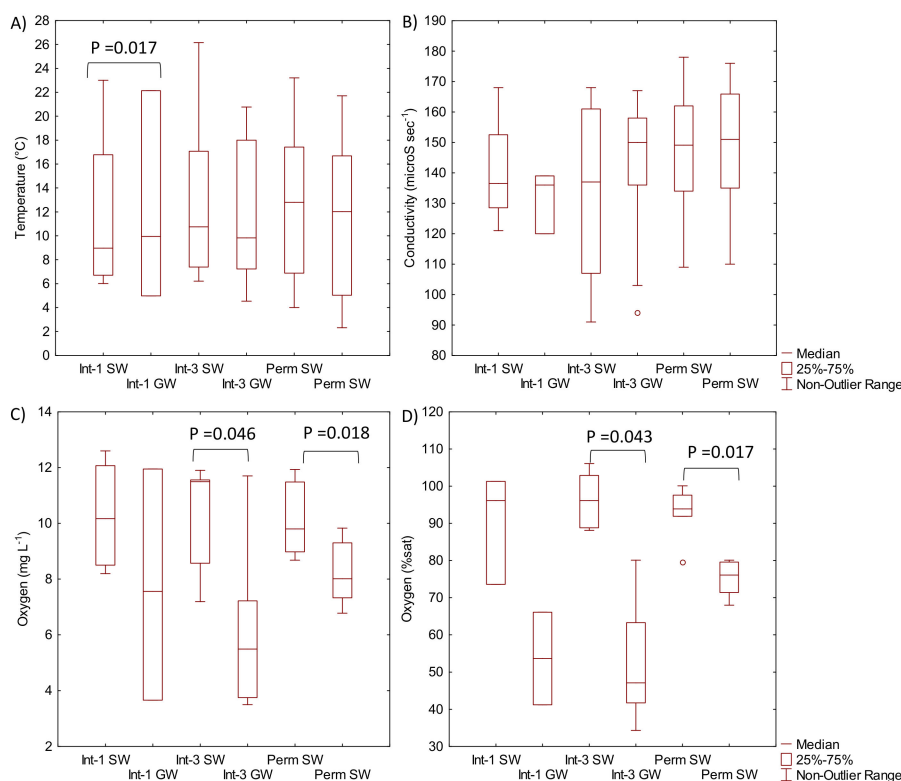 A)
P =0.017
28
26
24
22
20
18
16
14
12
10
8
6
4
2
0
Temperature (°C)
Int-1 SW
Int-1 GW
Int-3 SW
Int-3 GW
Perm SW
Perm SW
B)
190
180
170
160
150
140
130
120
110
100
90
80
Conductivity (microS sec⁻¹)
Int-1 SW
Int-1 GW
Int-3 SW
Int-3 GW
Perm SW
Perm SW
Median
25%-75%
Non-Outlier Range
C)
P =0.046
P =0.018
14
12
10
8
6
4
2
Oxygen (mg L⁻¹)
Int-1 SW
Int-1 GW
Int-3 SW
Int-3 GW
Perm SW
Perm SW
D)
P =0.043
P =0.017
120
110
100
90
80
70
60
50
40
30
Oxygen (%sat)
Int-1 SW
Int-1 GW
Int-3 SW
Int-3 GW
Perm SW
Perm SW
Median
25%-75%
Non-Outlier Range